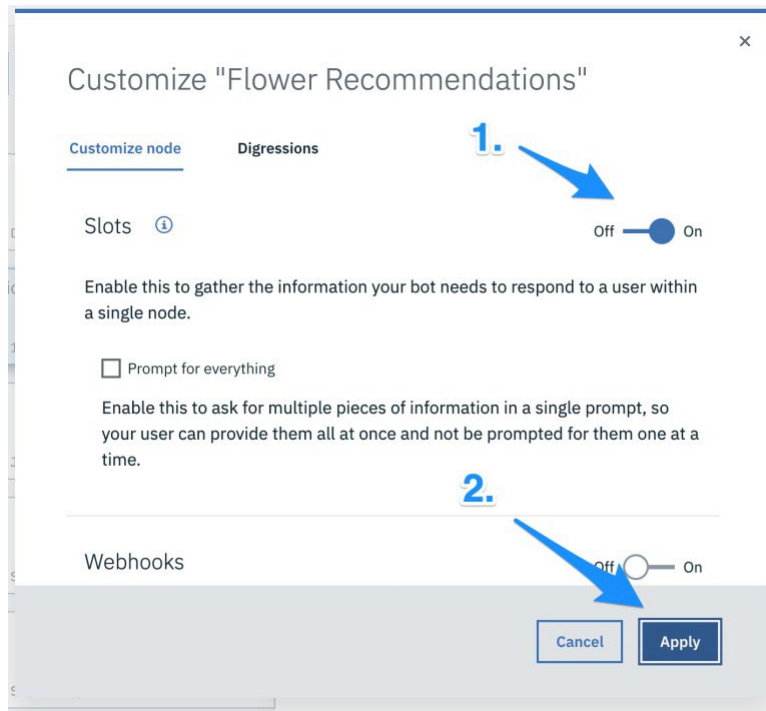 ×
Customize "Flower Recommendations"
Customize node Digressions
1.
Slots
Off On
Enable this to gather the information your bot needs to respond to a user within
a single node.
Prompt for everything
Enable this to ask for multiple pieces of information in a single prompt, so
your user can provide them all at once and not be prompted for them one at a
time.
2.
Webhooks
Off On
Cancel Apply